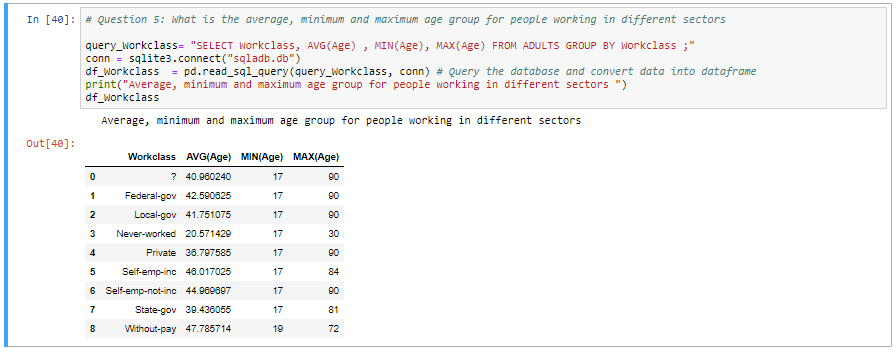 In [40]: # Question 5: What is the average, minimum and maximum age group for people working in different sectors
query_Workclass= "SELECT Workclass, AVG(Age) , MIN(Age), MAX(Age) FROM ADULTS GROUP BY Workclass ;"
conn = sqlite3.connect("sqladb.db")
df_Workclass = pd.read_sql_query(query_Workclass, conn) # Query the database and convert data into dataframe
print("Average, minimum and maximum age group for people working in different sectors ")
df_Workclass
Average, minimum and maximum age group for people working in different sectors
Out[40]:
Workclass AVG(Age) MIN(Age) MAX(Age)
0 ? 40.960240 17 90
1 Federal-gov 42.590625 17 90
2 Local-gov 41.751075 17 90
3 Never-worked 20.571429 17 30
4 Private 36.797585 17 90
5 Self-emp-inc 46.017025 17 84
6 Self-emp-not-inc 44.969697 17 90
7 State-gov 39.436055 17 81
8 Without-pay 47.785714 19 72